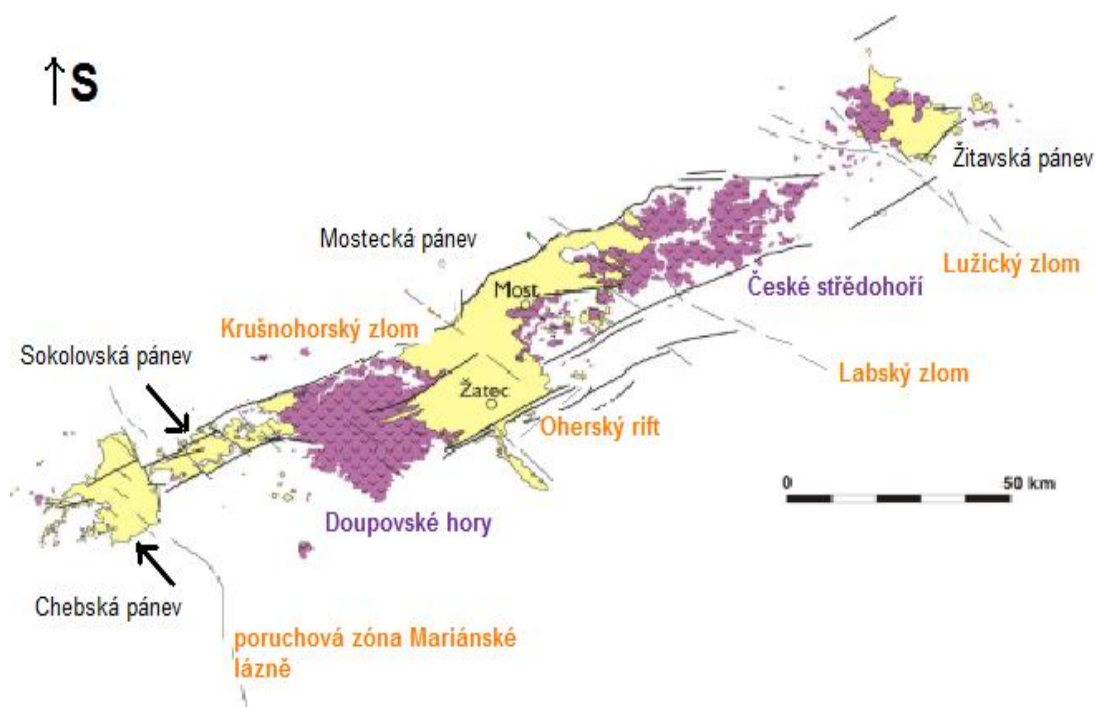 ↑S
Žitavská pánev
Mostecká pánev
Lužický zlom
České střědohoří
Most
Krušnohorský zlom
Sokolovská pánev
Labský zlom
Žatec
Oherský rift
0 50 km
Doupovské hory
Chebská pánev
poruchová zóna Mariánské
lázně